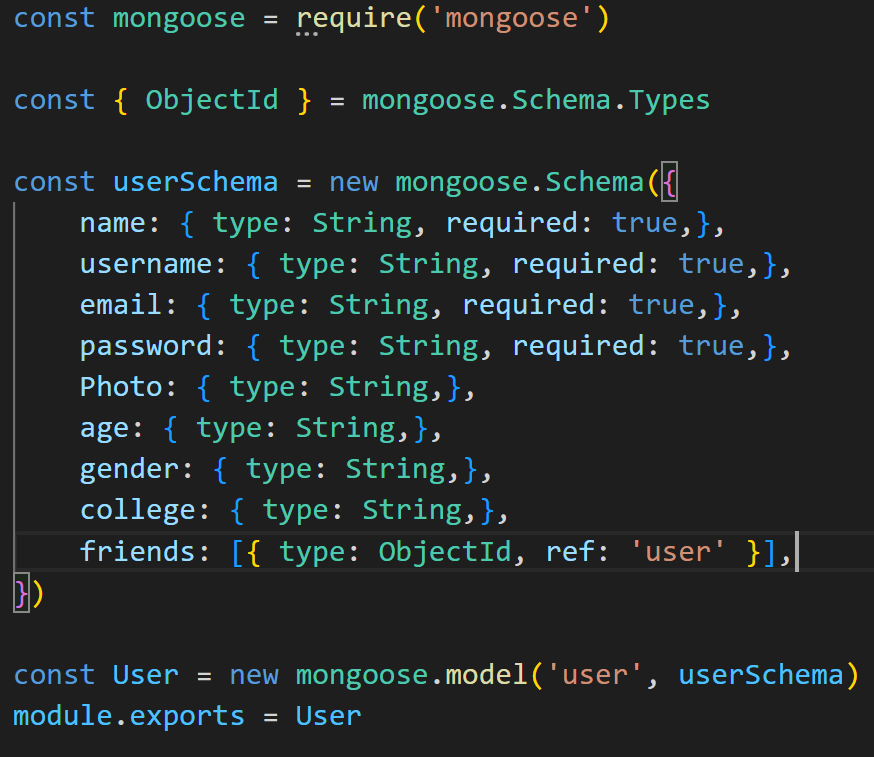 const mongoose = require('mongoose')
const { ObjectId } = mongoose.Schema.Types
const userSchema = new mongoose.Schema({
    name: { type: String, required: true,},
    username: { type: String, required: true,},
    email: { type: String, required: true,},
    password: { type: String, required: true,},
    Photo: { type: String,},
    age: { type: String,},
    gender: { type: String,},
    college: { type: String,},
    friends: [{ type: ObjectId, ref: 'user' }],
})
const User = new mongoose.model('user', userSchema)
module.exports = User